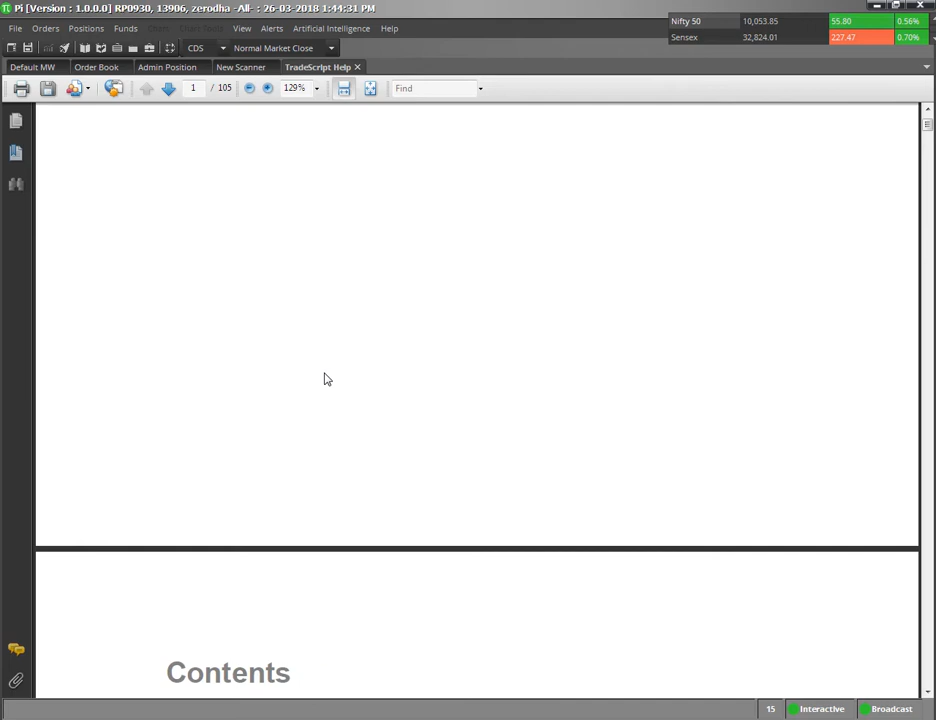 Pi [Version : 1.0.0.0] RP0930, 13906, zerodha -All- : 26-03-2018 1:44:31 PM
Nifty 50 10,053.85 55.80 0.56%
Sensex 32,824.01 227.47 0.70%
File Orders Positions Funds Chart Chart Tools View Alerts Artificial Intelligence Help
CDS Normal Market Close
Default MW Order Book Admin Position New Scanner TradeScript Help
1 / 105 129% Find
Contents
15 Interactive Broadcast